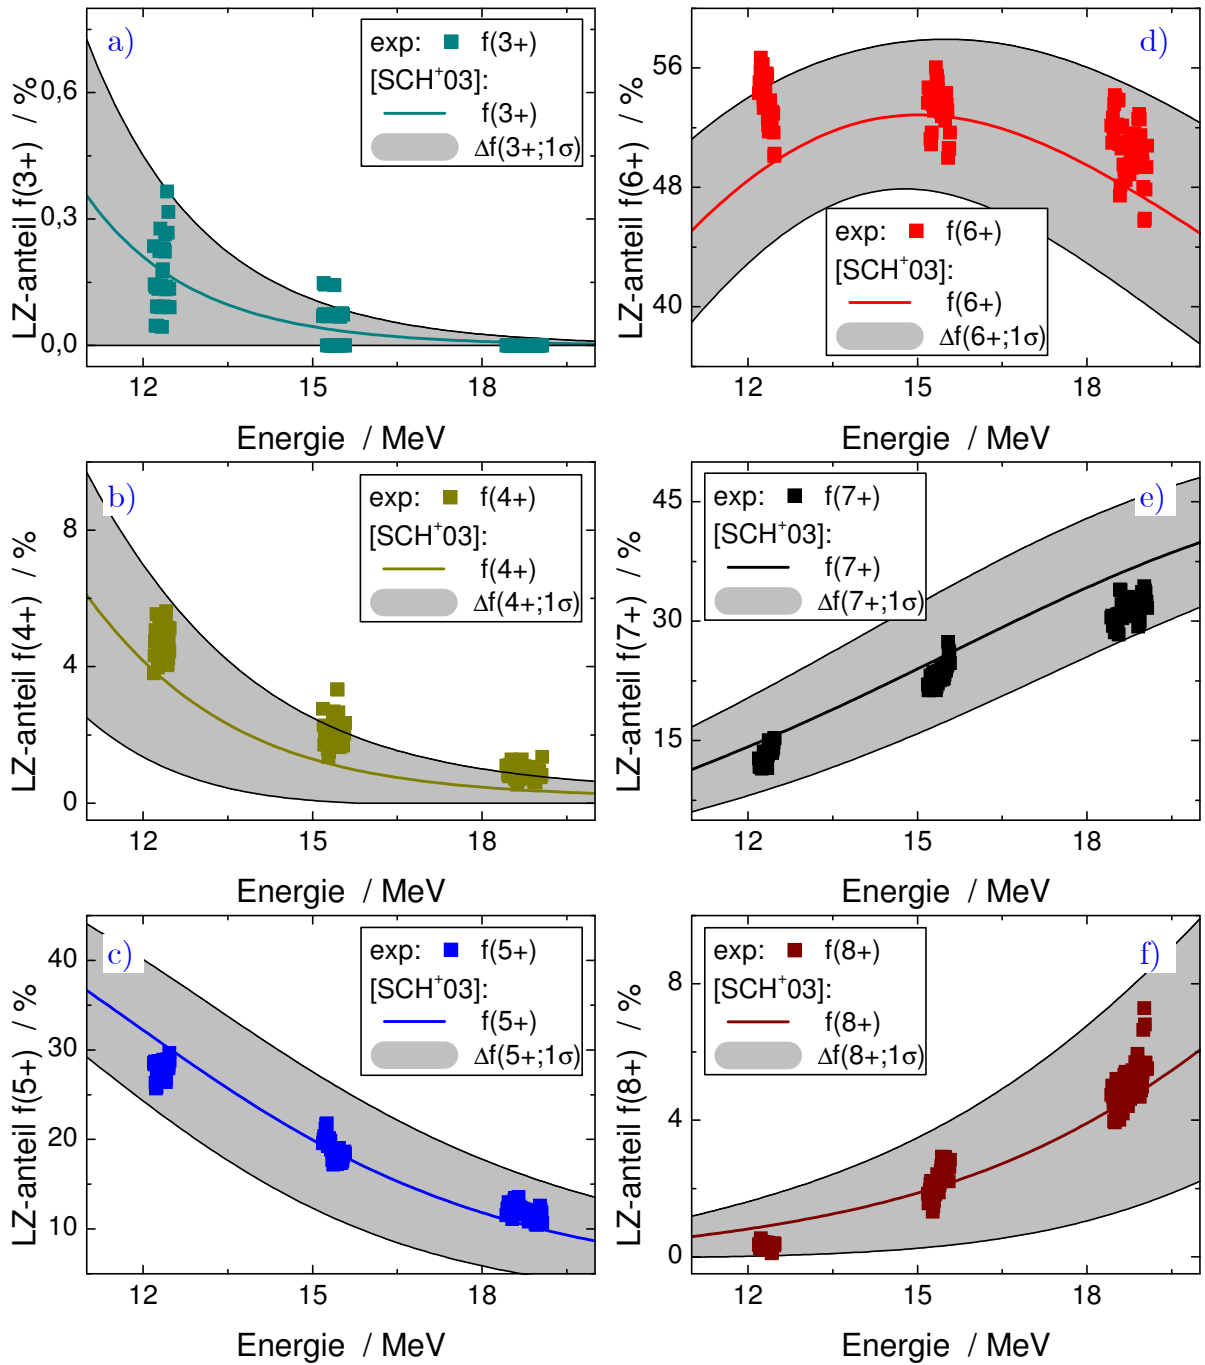 a)
exp: f(3+)
[SCH+03]:
f(3+)
Δf(3+;1σ)
LZ-anteil f(3+) / %
0,6
0,3
0,0
12 15 18
Energie / MeV
d)
exp: f(6+)
[SCH+03]:
f(6+)
Δf(6+;1σ)
LZ-anteil f(6+) / %
56
48
40
12 15 18
Energie / MeV
b)
exp: f(4+)
[SCH+03]:
f(4+)
Δf(4+;1σ)
LZ-anteil f(4+) / %
8
4
0
12 15 18
Energie / MeV
e)
exp: f(7+)
[SCH+03]:
f(7+)
Δf(7+;1σ)
LZ-anteil f(7+) / %
45
30
15
12 15 18
Energie / MeV
c)
exp: f(5+)
[SCH+03]:
f(5+)
Δf(5+;1σ)
LZ-anteil f(5+) / %
40
30
20
10
12 15 18
Energie / MeV
f)
exp: f(8+)
[SCH+03]:
f(8+)
Δf(8+;1σ)
LZ-anteil f(8+) / %
8
4
0
12 15 18
Energie / MeV